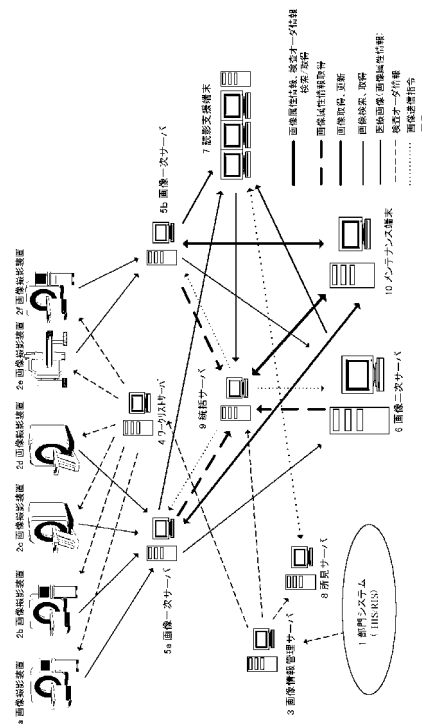 a 画像撮影装置
2b 画像撮影装置
2c 画像撮影装置
2d 画像撮影装置
2e 画像撮影装置
2f 画像撮影装置
4 ワークリストサーバ
5a 画像一次サーバ
5b 画像一次サーバ
7 読影支援端末
9 統括サーバ
3 画像情報管理サーバ
8 所見サーバ
6 画像二次サーバ
10 メンテナンス端末
1 部門システム
(HIS/RIS)
画像属性情報、検査オーダ情報
検索/取得
画像属性情報取得
画像取得、更新
画像検索、取得
医療画像(画像属性情報)
検査オーダ情報
画像送信指令